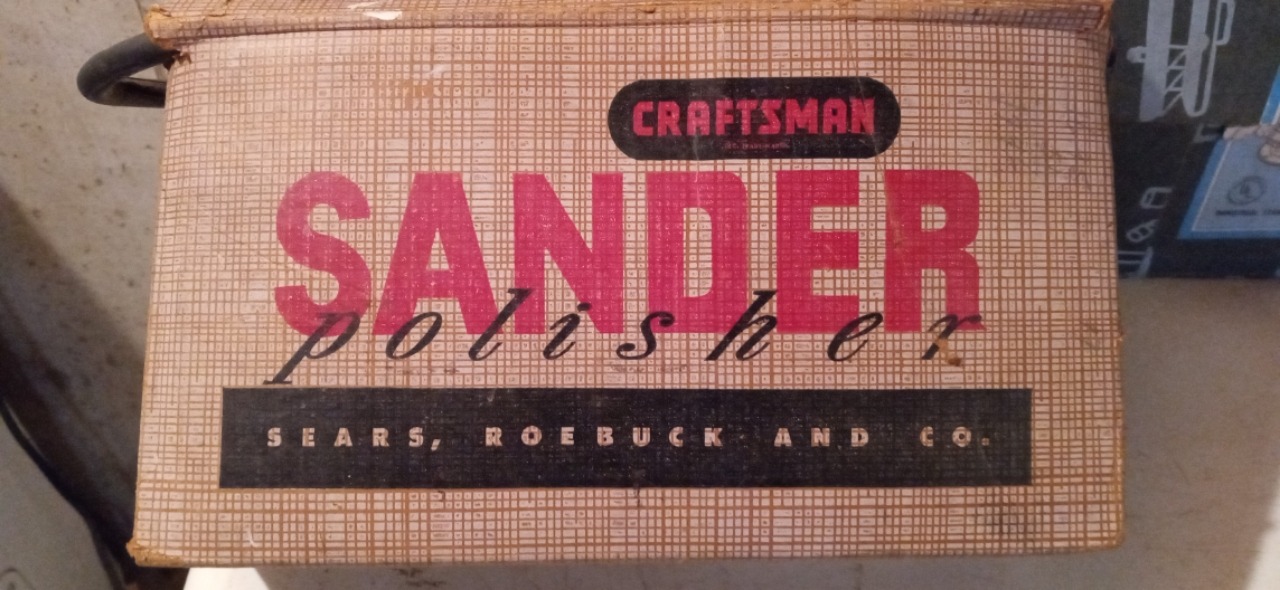 CRAFTSMAN
SANDER
polisher
SEARS, ROEBUCK AND CO.